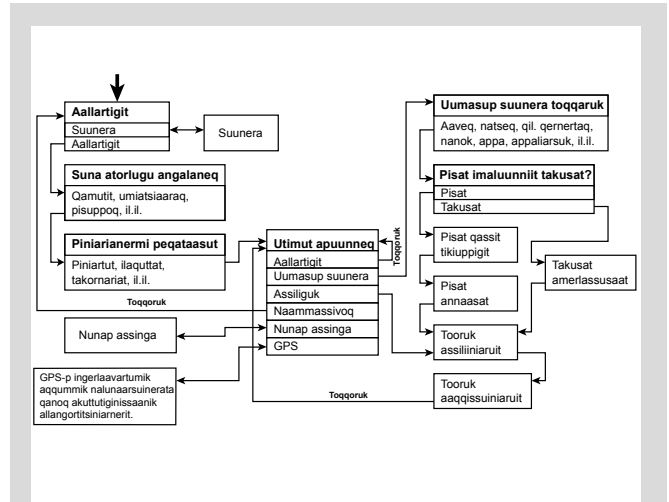 Aallartigit
Suunera
Aallartigit
Suunera
Suna atorlugu angalaneq
Qamutit, umiatsiaaraq,
pisuppoq, il.il.
Piniarianermi peqataasut
Piniartut, ilaquttat,
takornariat, il.il.
Toqqoruk
Nunap assinga
GPS-p ingerlaavartumik
aqqummik nalunaarsuinerata
qanoq akuttutiginissaanik
allangortitsiniarnerit.
Utimut apuunneq
Aallartigit
Uumasup suunera
Assiliguk
Naammassivoq
Nunap assinga
GPS
Toqqoruk
Toqqoruk
Uumasup suunera toqqaruk
Aaveq, natseq, qil. qernertaq,
nanok, appa, appaliarsuk, il.il.
Pisat imaluunniit takusat?
Pisat
Takusat
Pisat qassit
tikiuppigit
Pisat
annaasat
Takusat
amerlassusaat
Tooruk
assiliiniaruit
Tooruk
aaqqissuiniaruit